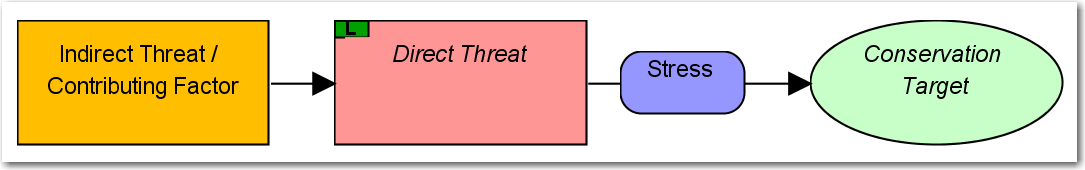 Indirect Threat /
Contributing Factor
L
Direct Threat
Stress
Conservation
Target